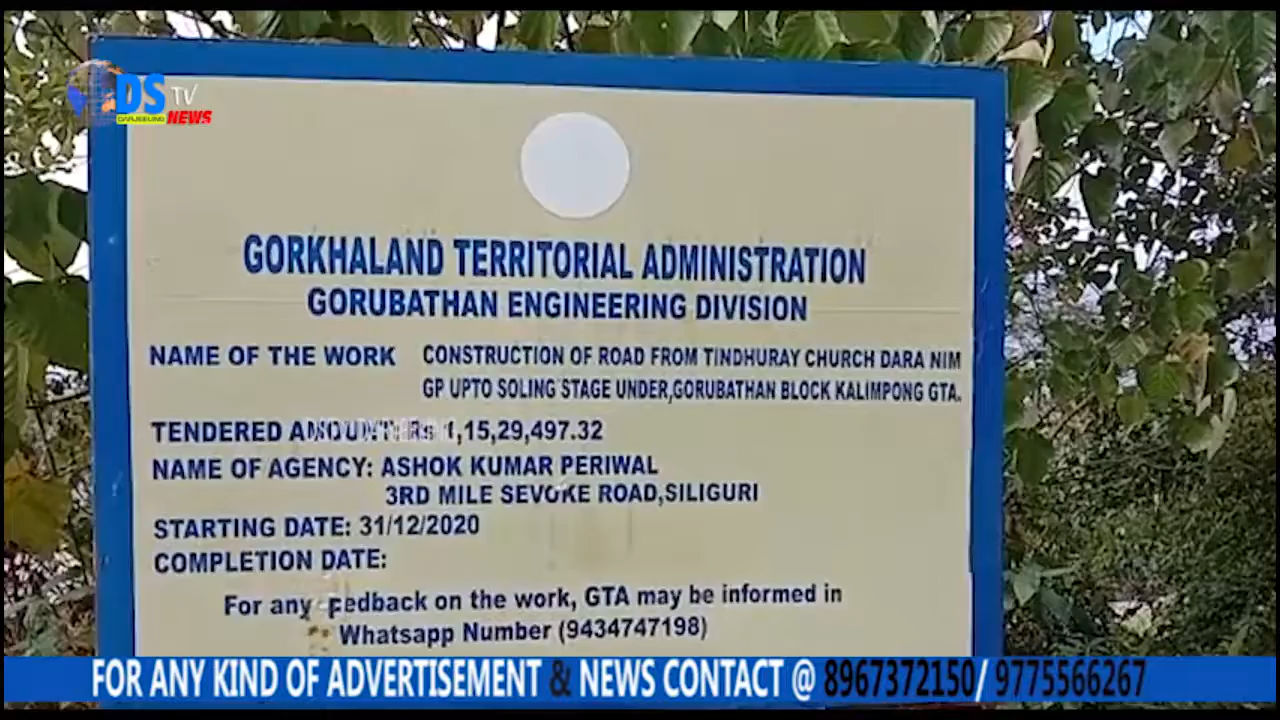 DS TV
DARJEELING NEWS
GORKHALAND TERRITORIAL ADMINISTRATION
GORUBATHAN ENGINEERING DIVISION
NAME OF THE WORK CONSTRUCTION OF ROAD FROM TINDHURAY CHURCH DARA NIM
GP UPTO SOLING STAGE UNDER,GORUBATHAN BLOCK KALIMPONG GTA.
TENDERED AMOUNT: Rs 1,15,29,497.32
NAME OF AGENCY: ASHOK KUMAR PERIWAL
3RD MILE SEVOKE ROAD,SILIGURI
STARTING DATE: 31/12/2020
COMPLETION DATE:
For any Fedback on the work, GTA may be informed in
Whatsapp Number (9434747198)
FOR ANY KIND OF ADVERTISEMENT & NEWS CONTACT @ 8967372150/ 9775566267